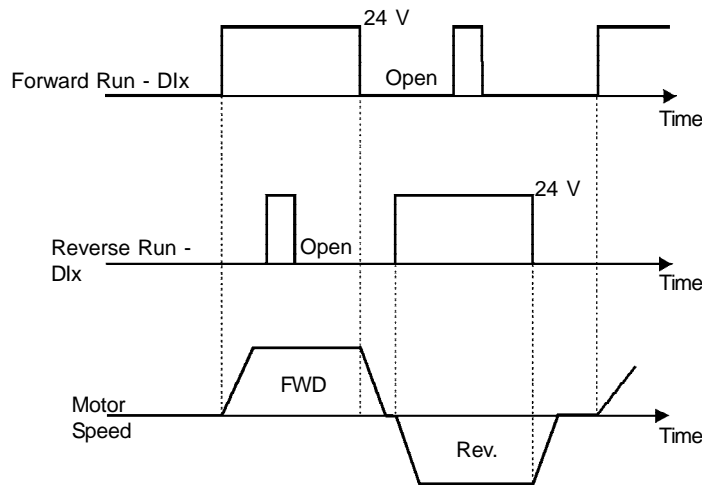 24 V
Forward Run - DIx
Open
Time
24 V
Reverse Run -
DIx
Open
Time
FWD
Motor
Speed
Rev.
Time